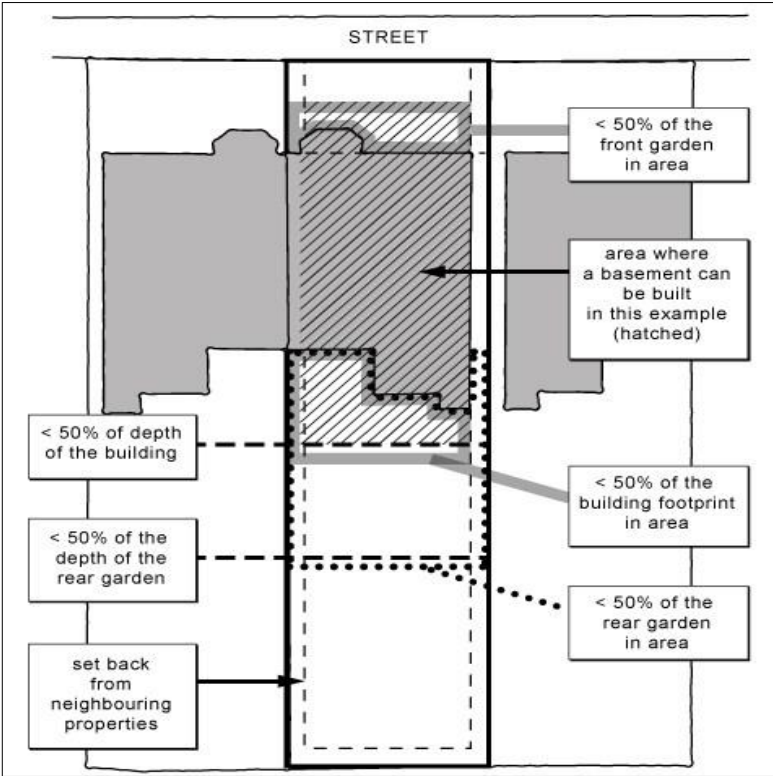 STREET
< 50% of the
front garden
in area
area where
a basement can
be built
in this example
(hatched)
< 50% of depth
of the building
< 50% of the
building footprint
in area
< 50% of the
depth of the
rear garden
< 50% of the
rear garden
in area
set back
from
neighbouring
properties